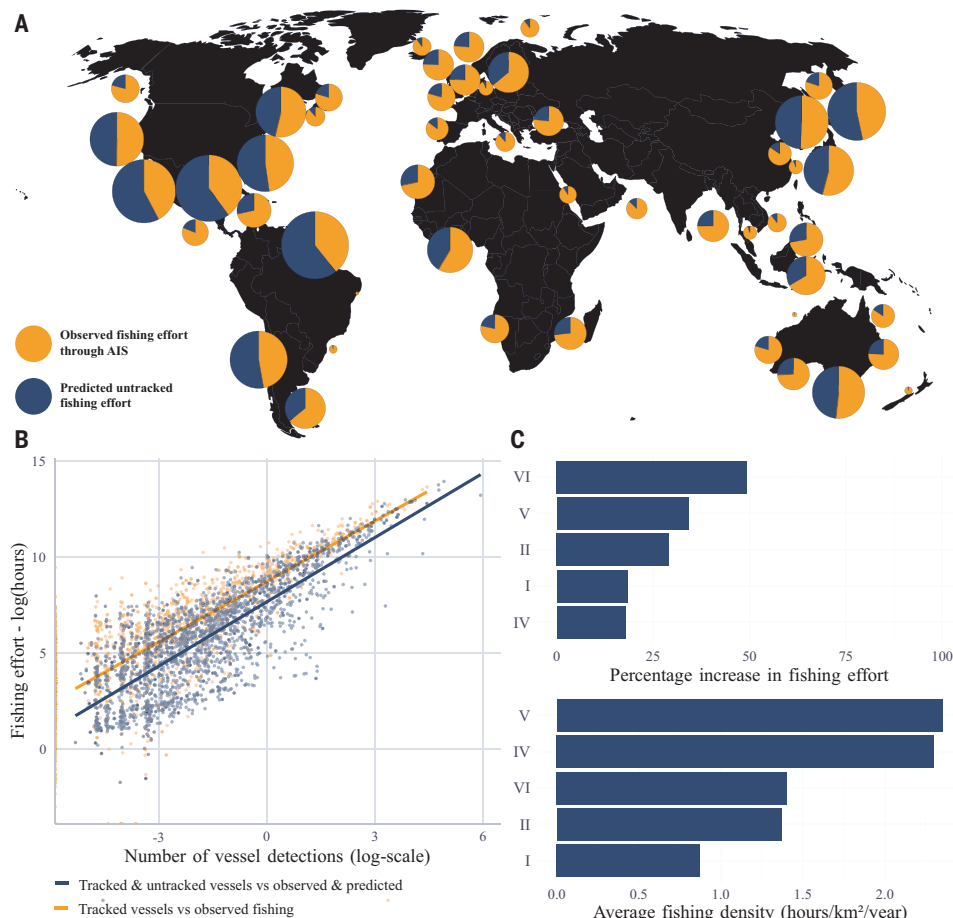 A
Observed fishing effort
through AIS
Predicted untracked
fishing effort
B
15
10
5
0
Fishing effort - log(hours)
-3
0
3
6
Number of vessel detections (log-scale)
Tracked & untracked vessels vs observed & predicted
Tracked vessels vs observed fishing
C
VI
V
II
I
IV
0
25
50
75
100
Percentage increase in fishing effort
V
IV
VI
II
I
0.0
0.5
1.0
1.5
2.0
Average fishing density (hours/km²/year)